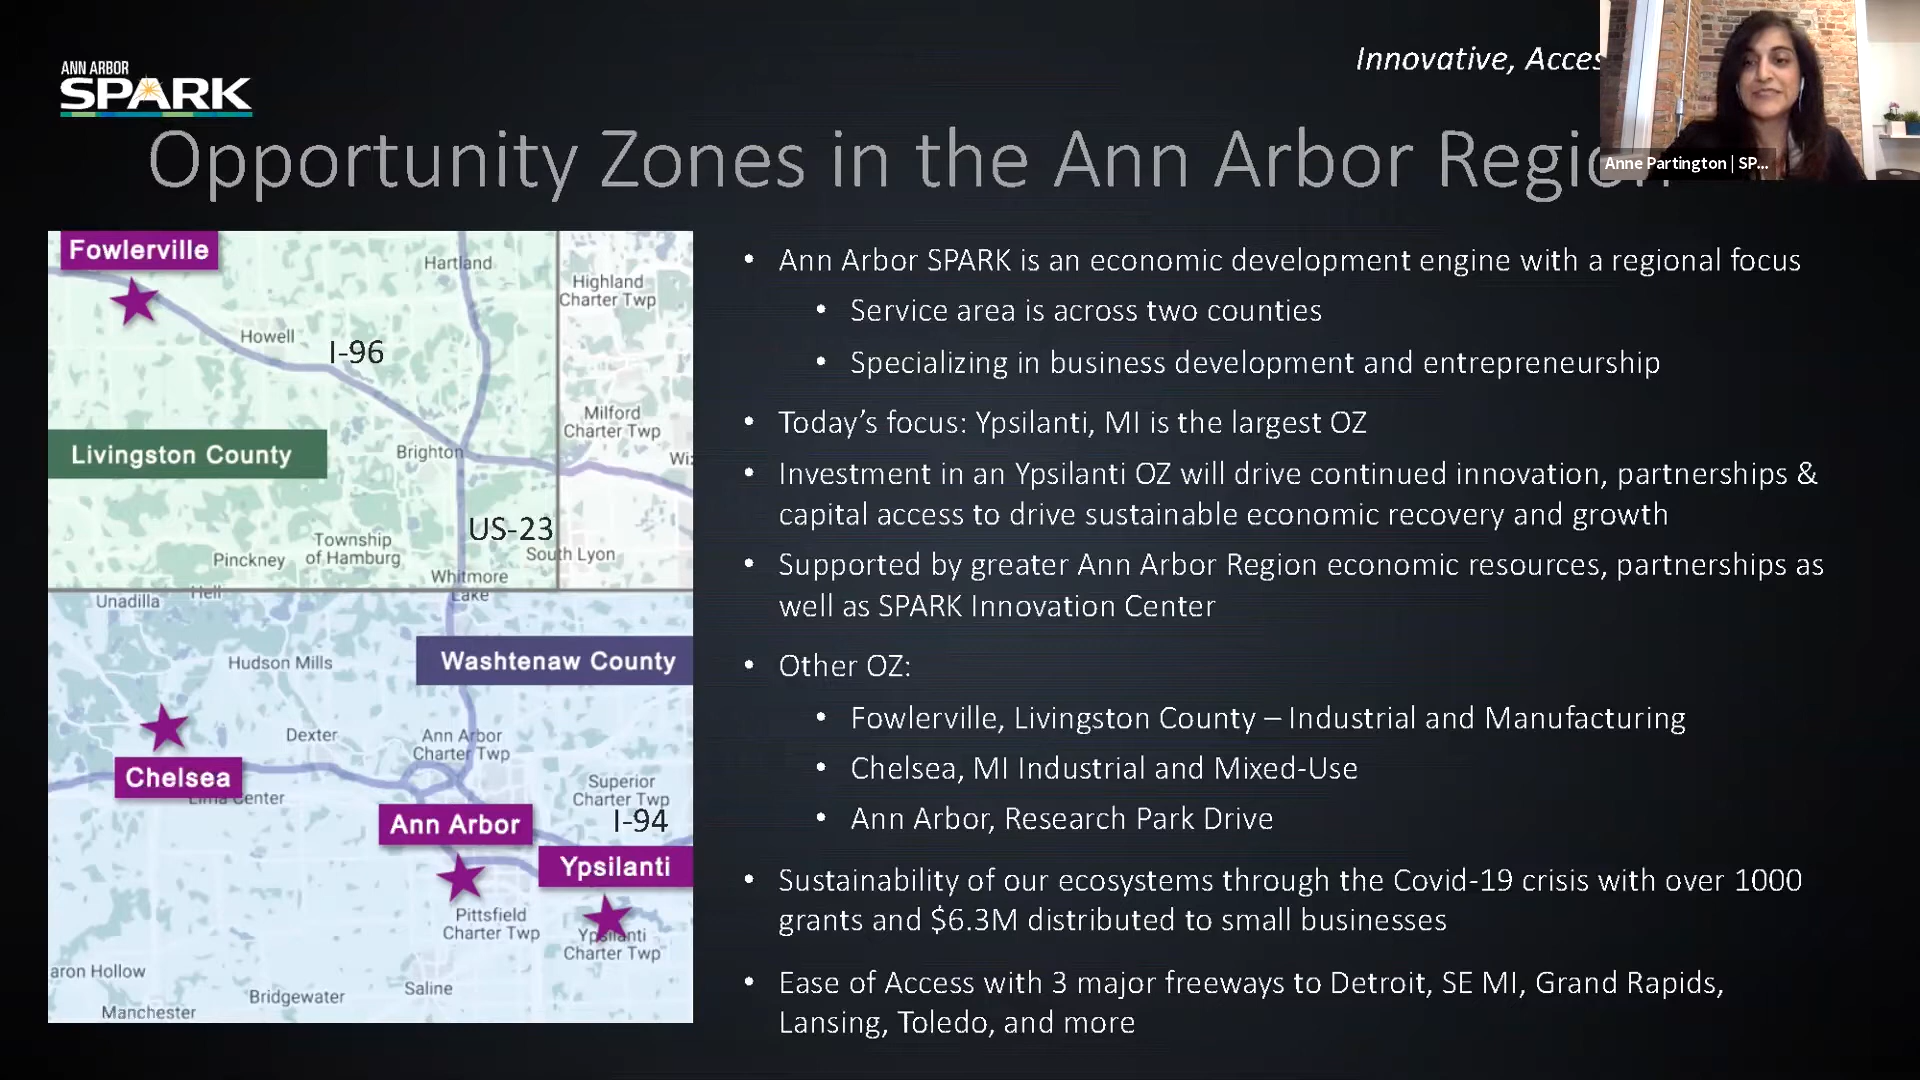 ANN ARBOR
SPARK
Innovative, Acces
Anne Partington | SP...
Opportunity Zones in the Ann Arbor Region
Fowlerville
Hartland
Highland
Charter Twp
Howell
I-96
Milford
Charter Twp
Livingston County
Brighton
Wi
US-23
Township
of Hamburg
South Lyon
Pinckney
Whitmore
Lake
Hell
Unadilla
Hudson Mills
Washtenaw County
Dexter
Ann Arbor
Charter Twp
Chelsea
Lima Center
Superior
Charter Twp
I-94
Ann Arbor
Ypsilanti
Pittsfield
Charter Twp
Ypsilanti
Charter Twp
aron Hollow
Saline
Bridgewater
Manchester
• Ann Arbor SPARK is an economic development engine with a regional focus
• Service area is across two counties
• Specializing in business development and entrepreneurship
• Today's focus: Ypsilanti, MI is the largest OZ
• Investment in an Ypsilanti OZ will drive continued innovation, partnerships &
capital access to drive sustainable economic recovery and growth
• Supported by greater Ann Arbor Region economic resources, partnerships as
well as SPARK Innovation Center
• Other OZ:
• Fowlerville, Livingston County – Industrial and Manufacturing
• Chelsea, MI Industrial and Mixed-Use
• Ann Arbor, Research Park Drive
• Sustainability of our ecosystems through the Covid-19 crisis with over 1000
grants and $6.3M distributed to small businesses
• Ease of Access with 3 major freeways to Detroit, SE MI, Grand Rapids,
Lansing, Toledo, and more